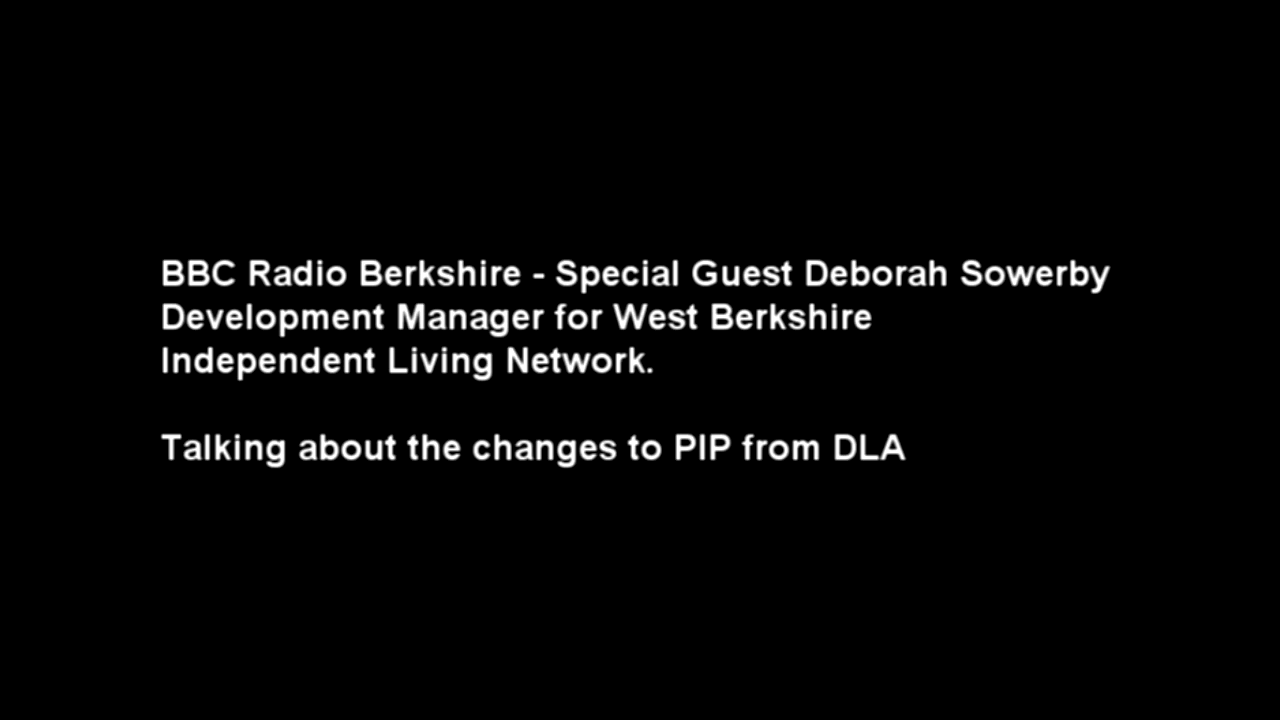 BBC Radio Berkshire - Special Guest Deborah Sowerby
Development Manager for West Berkshire
Independent Living Network.
Talking about the changes to PIP from DLA